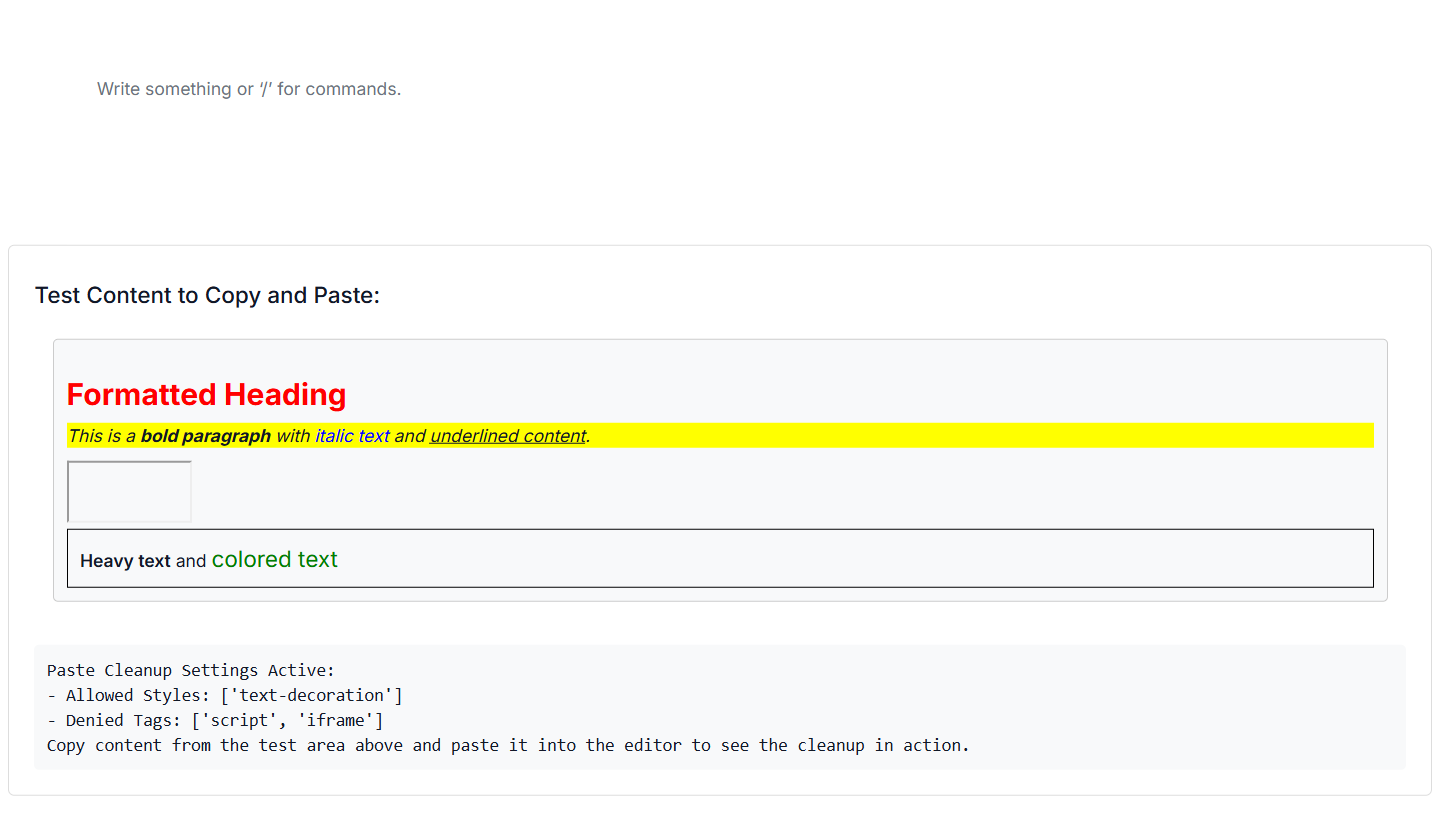 Write something or ‘/’ for commands.
Test Content to Copy and Paste:
Formatted Heading
This is a bold paragraph with italic text and underlined content.
Heavy text and colored text
Paste Cleanup Settings Active:
- Allowed Styles: ['text-decoration']
- Denied Tags: ['script', 'iframe']
Copy content from the test area above and paste it into the editor to see the cleanup in action.